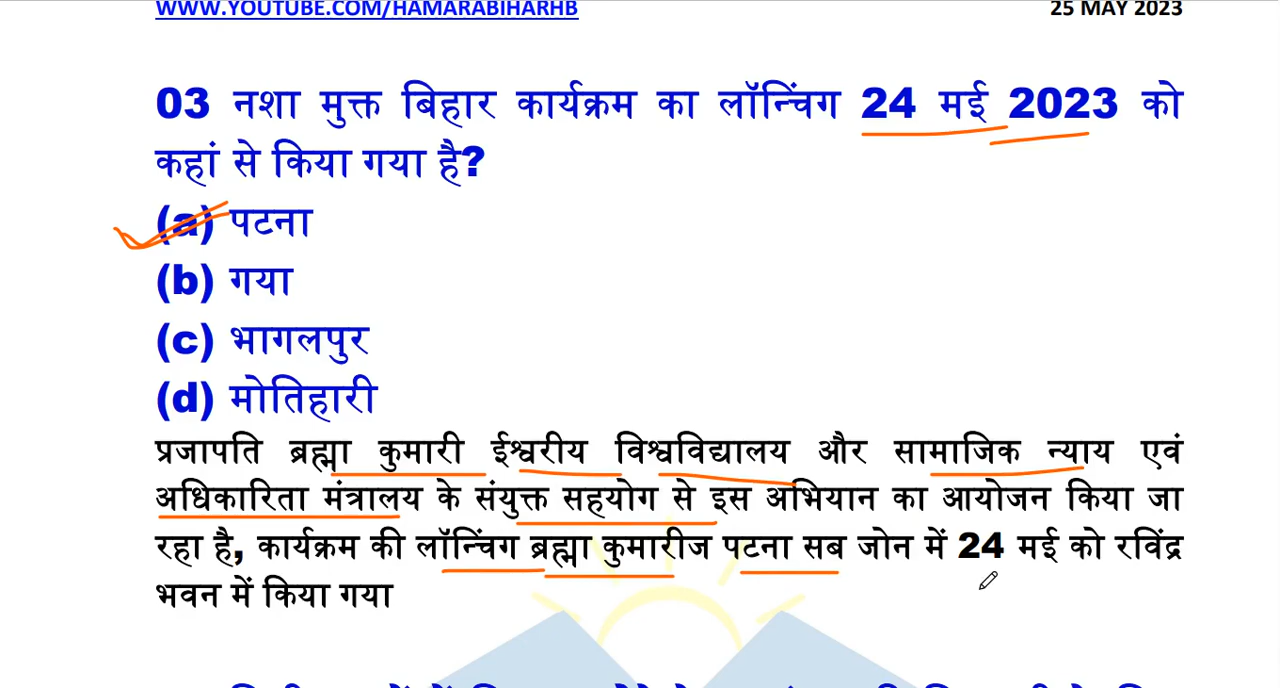 WWW.YOUTUBE.COM/HAMARABIHARHB 25 MAY 2023
03 नशा मुक्त बिहार कार्यक्रम का लॉन्चिंग 24 मई 2023 को
कहां से किया गया है?
(a) पटना
(b) गया
(c) भागलपुर
(d) मोतिहारी
प्रजापति ब्रह्मा कुमारी ईश्वरीय विश्वविद्यालय और सामाजिक न्याय एवं
अधिकारिता मंत्रालय के संयुक्त सहयोग से इस अभियान का आयोजन किया जा
रहा है, कार्यक्रम की लॉन्चिंग ब्रह्मा कुमारीज पटना सब जोन में 24 मई को रविंद्र
भवन में किया गया